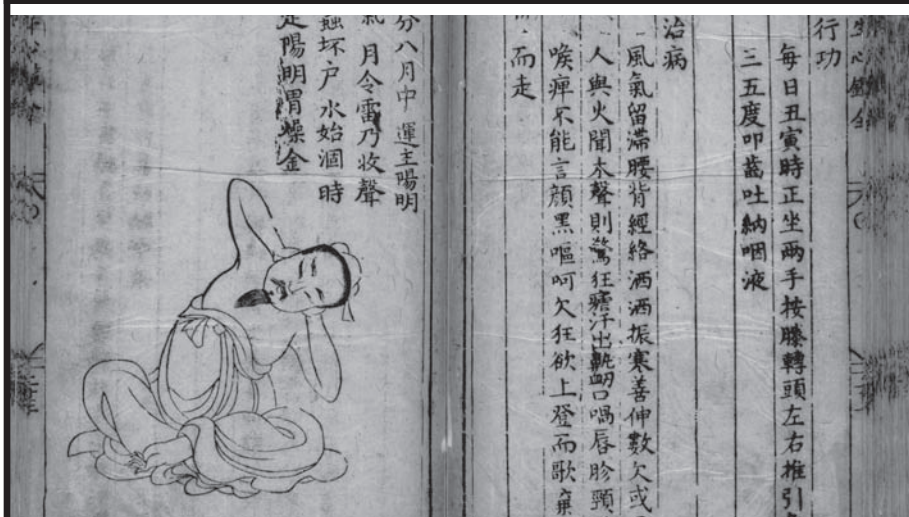 行功
每日丑寅時正坐兩手按膝轉頭左右推引
三五度叩齒吐納咽液
治病
風氣留滯腰背經絡洒洒振寒善伸數欠或
人與火聞木聲則驚狂瘧汗出鼽衄口喎唇胗頸
喉痺不能言顔黑嘔呵欠狂欲上登而歌棄
而走
分八月中 運主陽明
氣 月令雷乃收聲
蟲坏户 水始涸 時
足陽明胃燥金